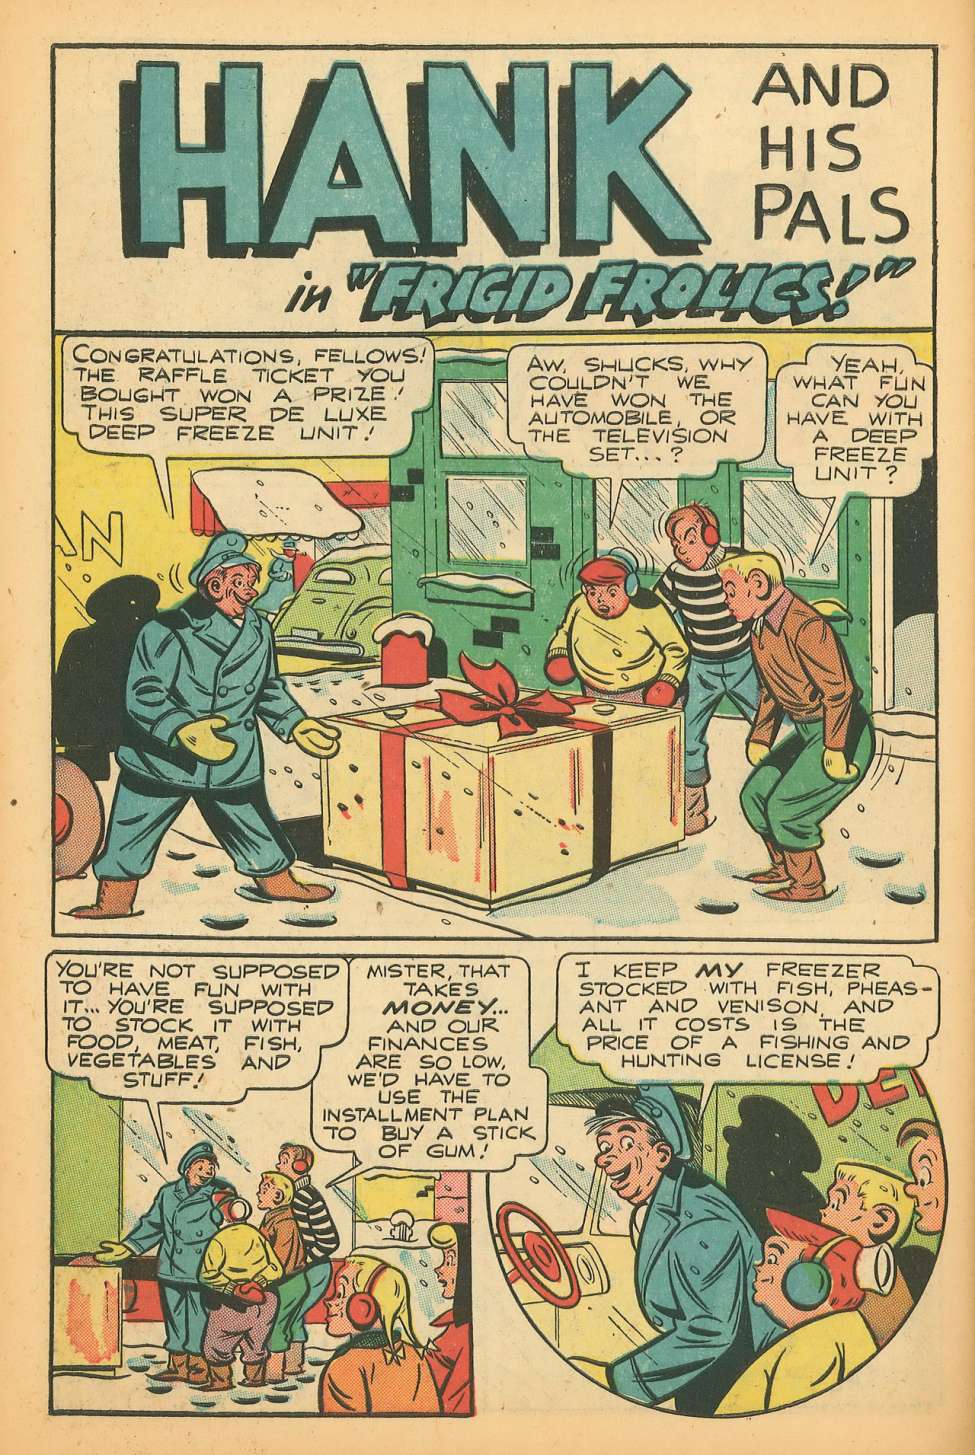 HANK
AND
HIS
PALS
in "FRIGID FROLICS!"
CONGRATULATIONS, FELLOWS!
THE RAFFLE TICKET YOU
BOUGHT WON A PRIZE!
THIS SUPER DE LUXE
DEEP FREEZE UNIT!
AW, SHUCKS, WHY
COULDN'T WE
HAVE WON THE
AUTOMOBILE, OR
THE TELEVISION
SET...?
YEAH,
WHAT FUN
CAN YOU
HAVE WITH
A DEEP
FREEZE
UNIT?
AN
YOU'RE NOT SUPPOSED
TO HAVE FUN WITH
IT... YOU'RE SUPPOSED
TO STOCK IT WITH
FOOD, MEAT, FISH,
VEGETABLES AND
STUFF!
MISTER, THAT
TAKES
MONEY...
AND OUR
FINANCES
ARE SO LOW,
WE'D HAVE TO
USE THE
INSTALLMENT PLAN
TO BUY A STICK
OF GUM!
I KEEP MY FREEZER
STOCKED WITH FISH, PHEAS-
ANT AND VENISON, AND
ALL IT COSTS IS THE
PRICE OF A FISHING AND
HUNTING LICENSE!
DE